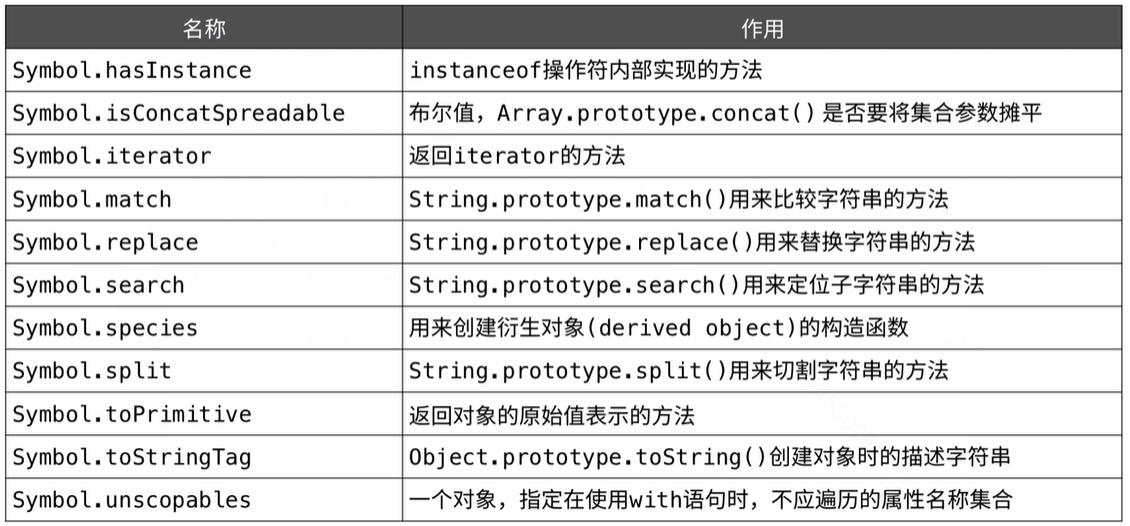 名称 作用
Symbol.hasInstance instanceof操作符内部实现的方法
Symbol.isConcatSpreadable 布尔值，Array.prototype.concat() 是否要将集合参数摊平
Symbol.iterator 返回iterator的方法
Symbol.match String.prototype.match()用来比较字符串的方法
Symbol.replace String.prototype.replace()用来替换字符串的方法
Symbol.search String.prototype.search()用来定位子字符串的方法
Symbol.species 用来创建衍生对象(derived object)的构造函数
Symbol.split String.prototype.split()用来切割字符串的方法
Symbol.toPrimitive 返回对象的原始值表示的方法
Symbol.toStringTag Object.prototype.toString()创建对象时的描述字符串
Symbol.unscopables 一个对象，指定在使用with语句时，不应遍历的属性名称集合